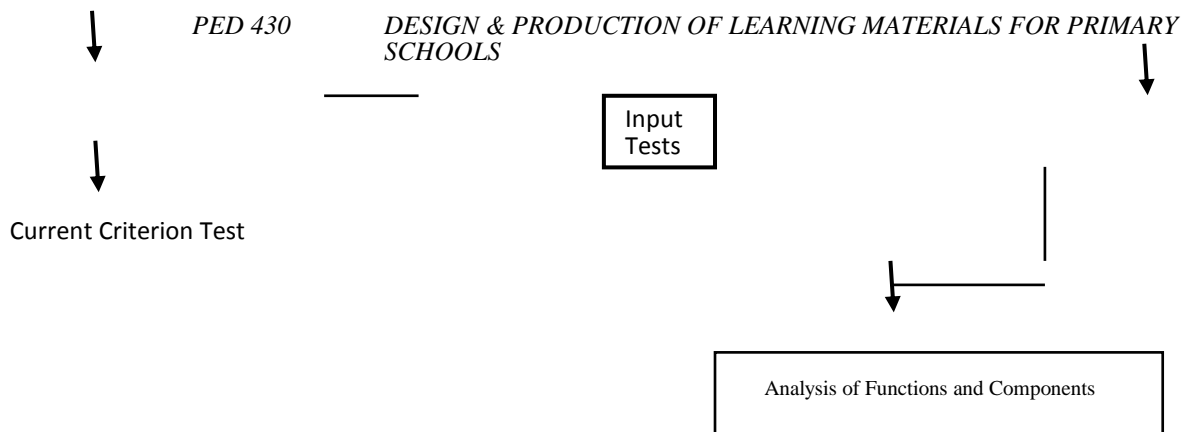 PED 430 DESIGN & PRODUCTION OF LEARNING MATERIALS FOR PRIMARY
SCHOOLS
Input
Tests
Current Criterion Test
Analysis of Functions and Components